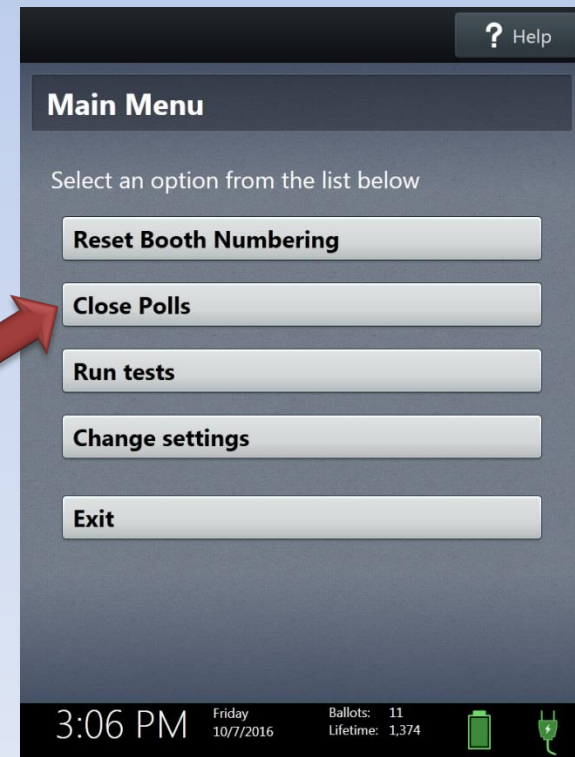 ? Help
Main Menu
Select an option from the list below
Reset Booth Numbering
Close Polls
Run tests
Change settings
Exit
3:06 PM Friday 10/7/2016 Ballots: 11 Lifetime: 1,374